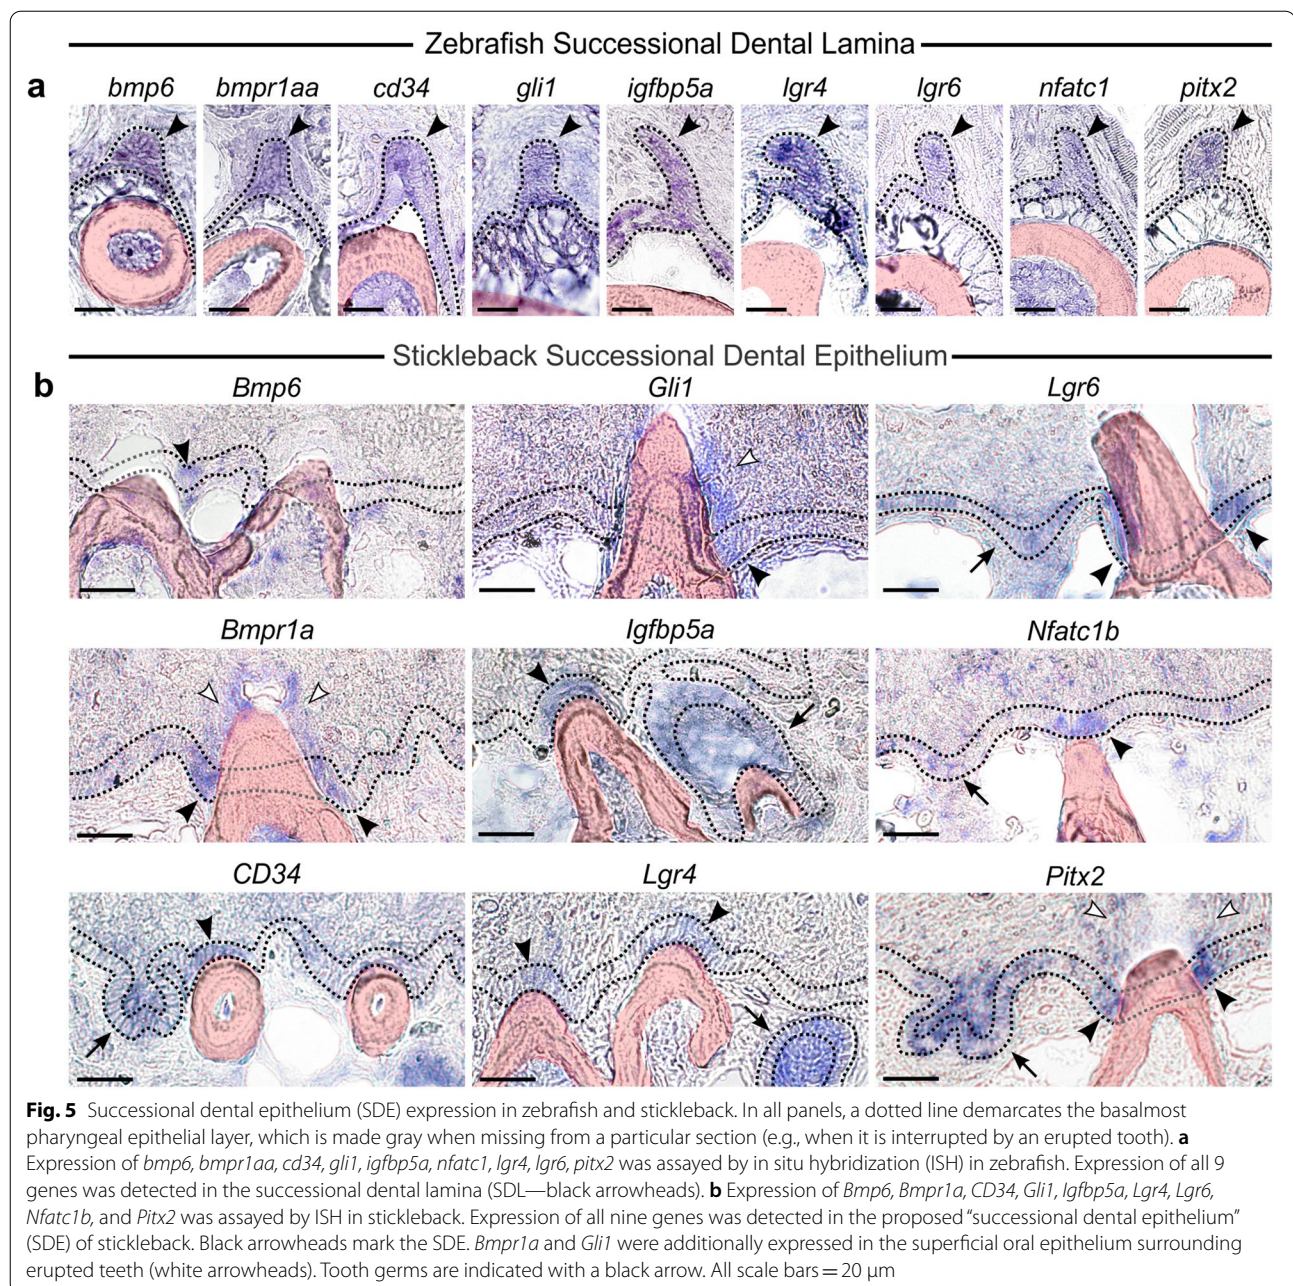 Zebrafish Successional Dental Lamina
a
bmp6 bmpr1aa cd34 gli1 igfbp5a lgr4 lgr6 nfatc1 pitx2
Stickleback Successional Dental Epithelium
b
Bmp6 Gli1 Lgr6
Bmpr1a Igfbp5a Nfatc1b
CD34 Lgr4 Pitx2
Fig. 5 Successional dental epithelium (SDE) expression in zebrafish and stickleback. In all panels, a dotted line demarcates the basalmost
pharyngeal epithelial layer, which is made gray when missing from a particular section (e.g., when it is interrupted by an erupted tooth). a
Expression of bmp6, bmpr1aa, cd34, gli1, igfbp5a, nfatc1, lgr4, lgr6, pitx2 was assayed by in situ hybridization (ISH) in zebrafish. Expression of all 9
genes was detected in the successional dental lamina (SDL—black arrowheads). b Expression of Bmp6, Bmpr1a, CD34, Gli1, Igfbp5a, Lgr4, Lgr6,
Nfatc1b, and Pitx2 was assayed by ISH in stickleback. Expression of all nine genes was detected in the proposed “successional dental epithelium”
(SDE) of stickleback. Black arrowheads mark the SDE. Bmpr1a and Gli1 were additionally expressed in the superficial oral epithelium surrounding
erupted teeth (white arrowheads). Tooth germs are indicated with a black arrow. All scale bars = 20 μm